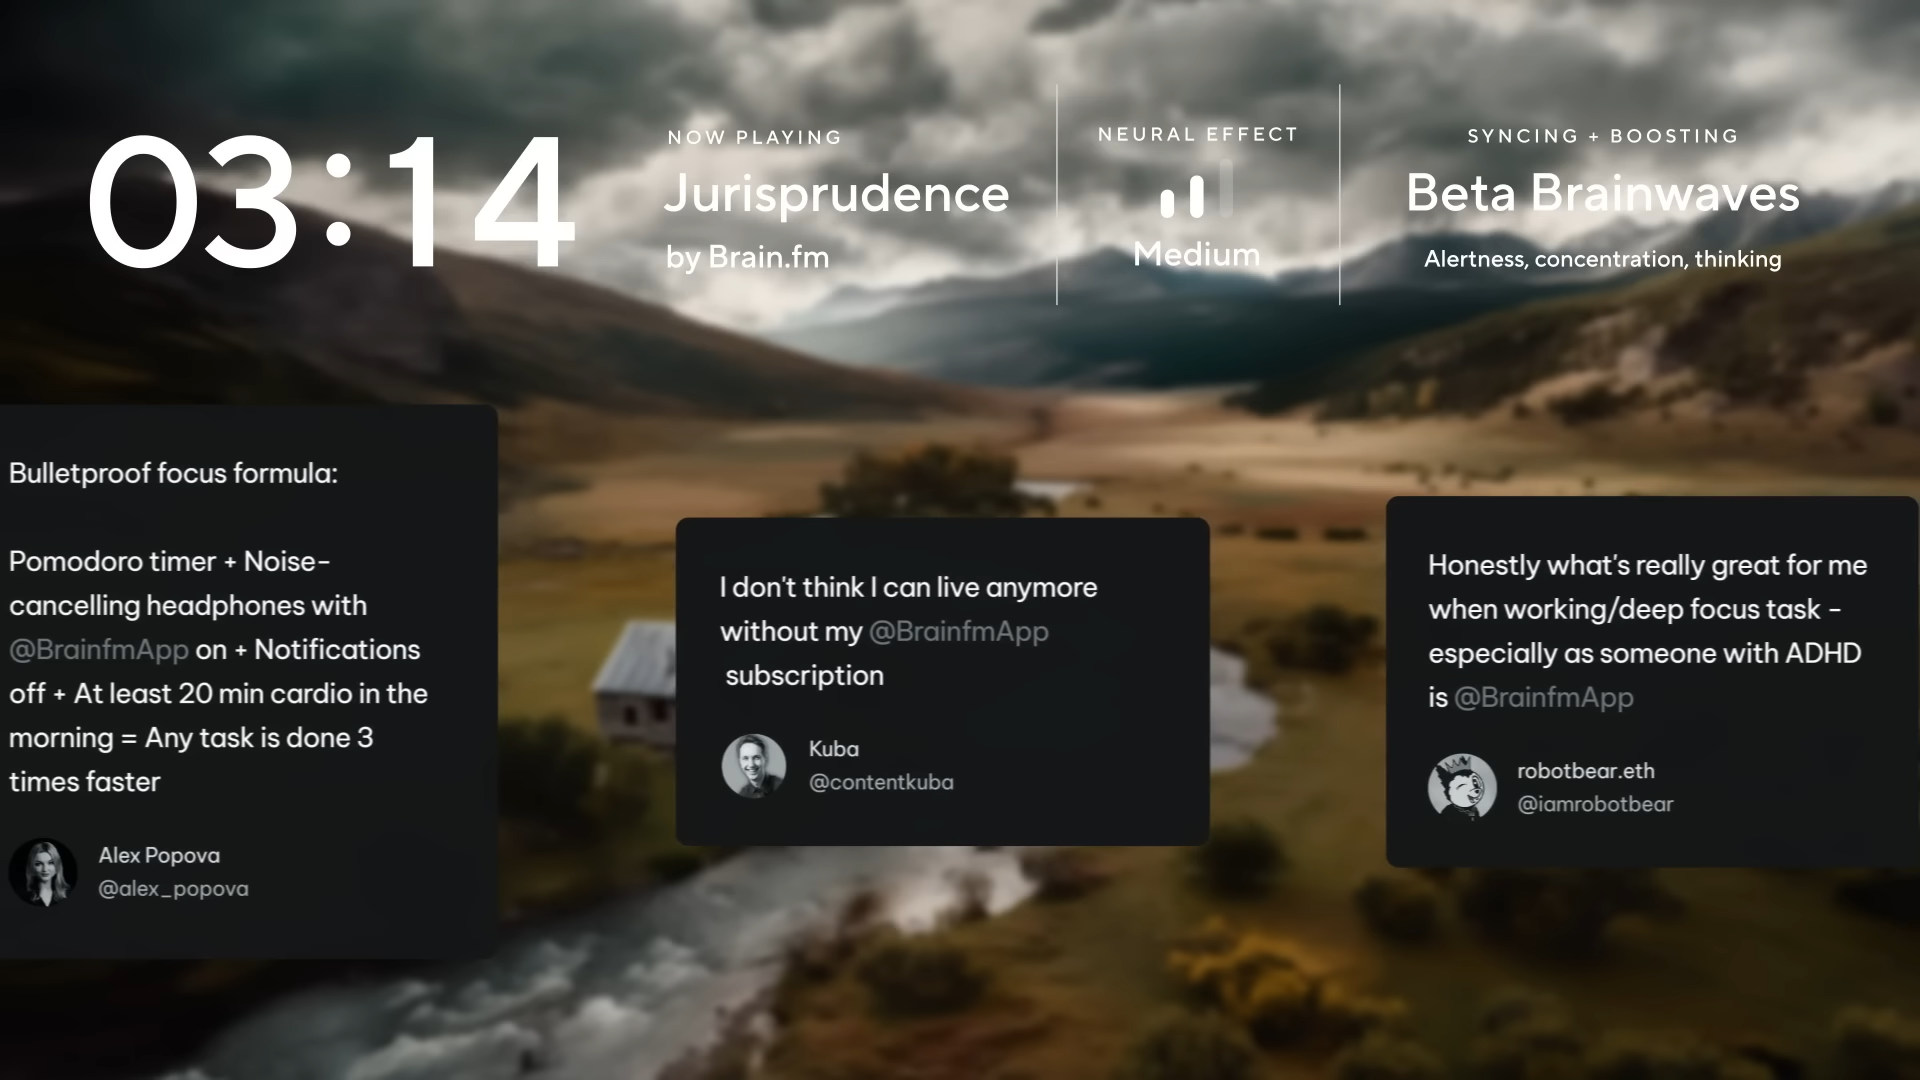 03:14
NOW PLAYING
Jurisprudence
by Brain.fm
NEURAL EFFECT
Medium
SYNCING + BOOSTING
Beta Brainwaves
Alertness, concentration, thinking
Bulletproof focus formula:
Pomodoro timer + Noise-
cancelling headphones with
@BrainfmApp on + Notifications
off + At least 20 min cardio in the
morning = Any task is done 3
times faster
Alex Popova
@alex_popova
I don't think I can live anymore
without my @BrainfmApp
subscription
Kuba
@contentkuba
Honestly what's really great for me
when working/deep focus task -
especially as someone with ADHD
is @BrainfmApp
robotbear.eth
@iamrobotbear